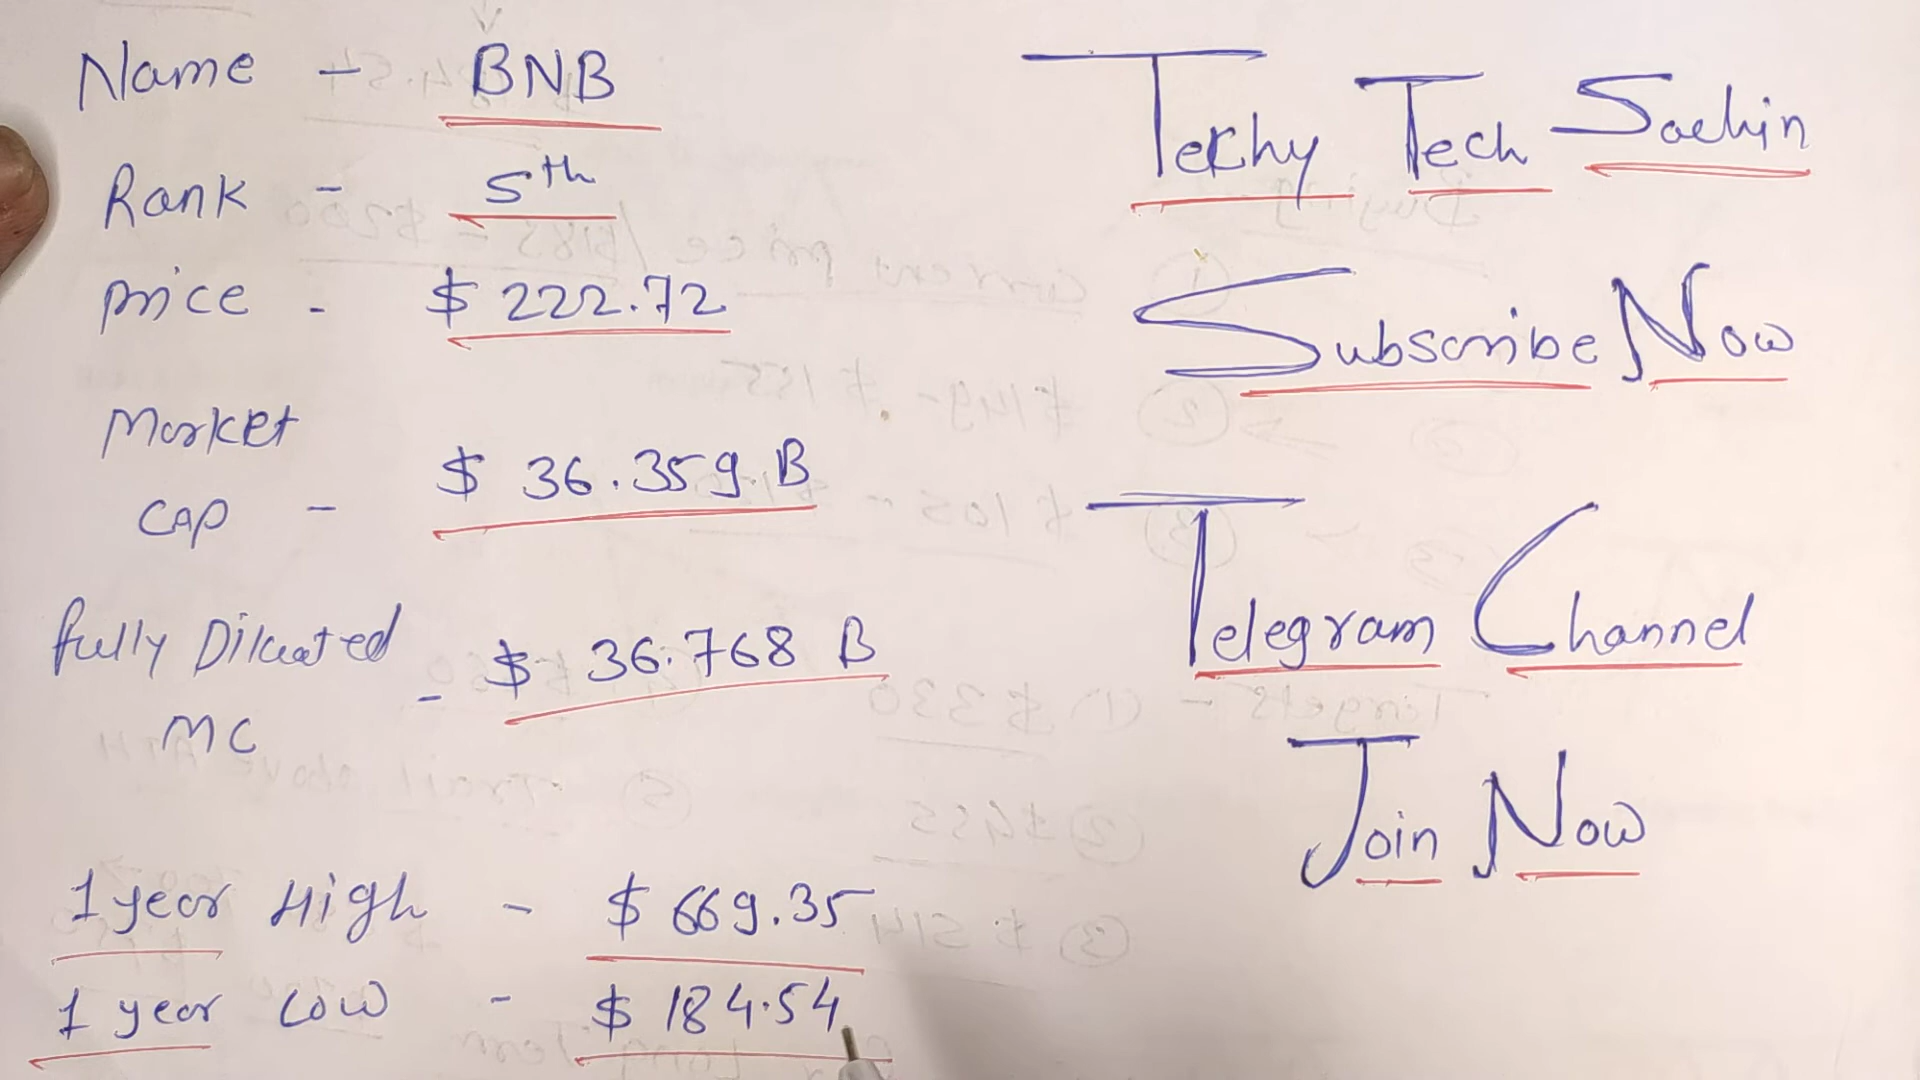 Name - BNB
Rank - 5th
price - $ 222.72
Market
cap - $ 36.359.B
fully Diluated
MC - $ 36.768 B
1 year High - $ 669.35
1 year Low - $ 184.54
Techy Tech Sachin
Subscribe Now
Telegram Channel
Join Now